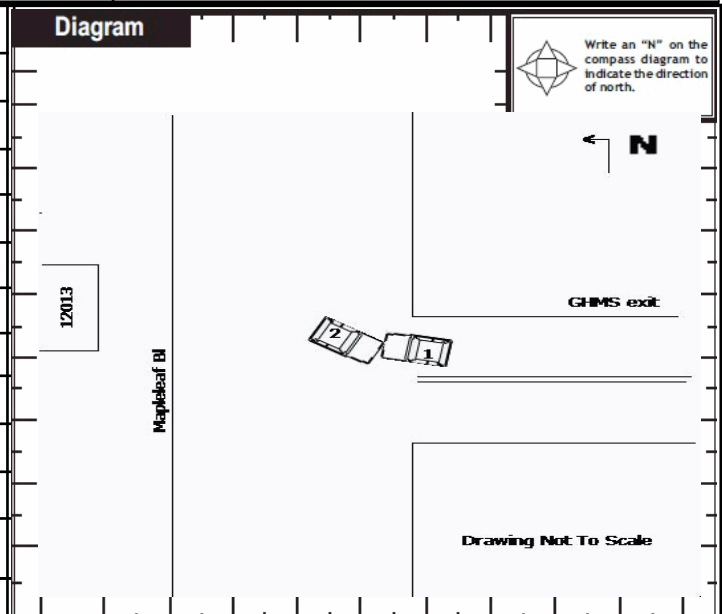 Diagram
Write an “N” on the
compass diagram to
indicate the direction
of north.
N
GHMS exit
12013
2
1
Mapleleaf Bl
Drawing Not To Scale